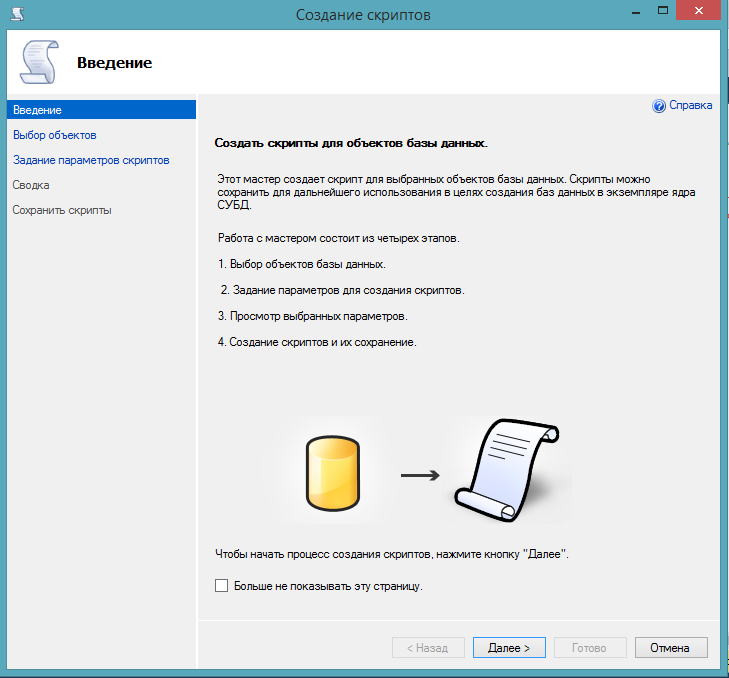 Создание скриптов
Введение
Введение
Выбор объектов
Задание параметров скриптов
Сводка
Сохранить скрипты
Справка
Создать скрипты для объектов базы данных.
Этот мастер создает скрипт для выбранных объектов базы данных. Скрипты можно
сохранить для дальнейшего использования в целях создания баз данных в экземпляре ядра
СУБД.
Работа с мастером состоит из четырех этапов.
1. Выбор объектов базы данных.
2. Задание параметров для создания скриптов.
3. Просмотр выбранных параметров.
4. Создание скриптов и их сохранение.
Чтобы начать процесс создания скриптов, нажмите кнопку "Далее".
Больше не показывать эту страницу.
< Назад
Далее >
Готово
Отмена